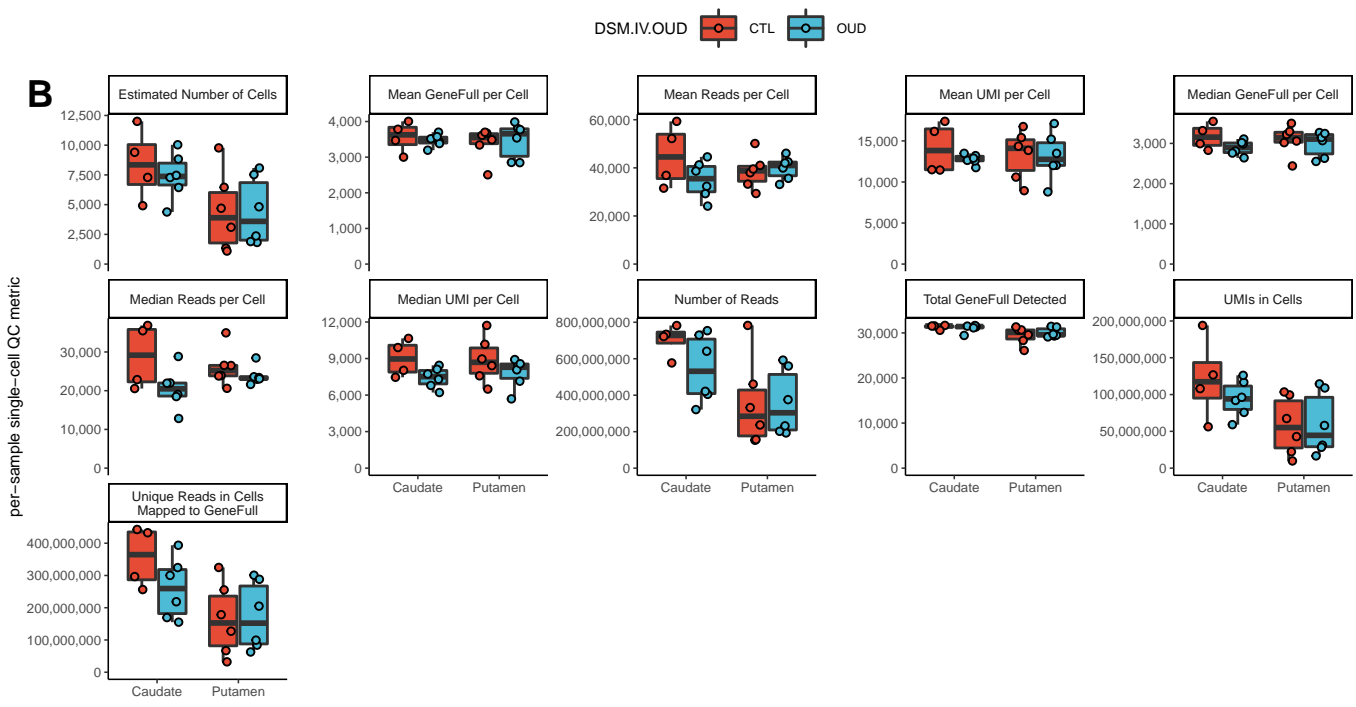 DSM.IV.OUD CTL OUD
B
per−sample single−cell QC metric
Estimated Number of Cells
12,500
10,000
7,500
5,000
2,500
0
Mean GeneFull per Cell
4,000
3,000
2,000
1,000
0
Mean Reads per Cell
60,000
40,000
20,000
0
Mean UMI per Cell
15,000
10,000
5,000
0
Median GeneFull per Cell
3,000
2,000
1,000
0
Median Reads per Cell
30,000
20,000
10,000
0
Median UMI per Cell
12,000
9,000
6,000
3,000
0
Caudate Putamen
Number of Reads
800,000,000
600,000,000
400,000,000
200,000,000
0
Caudate Putamen
Total GeneFull Detected
30,000
20,000
10,000
0
Caudate Putamen
UMIs in Cells
200,000,000
150,000,000
100,000,000
50,000,000
0
Caudate Putamen
Unique Reads in Cells
Mapped to GeneFull
400,000,000
300,000,000
200,000,000
100,000,000
0
Caudate Putamen